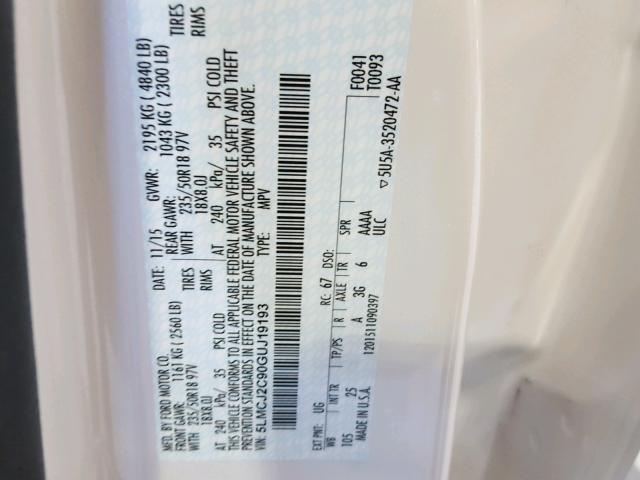 MFD. BY FORD MOTOR CO.
DATE: 11/15 GVWR: 2195 KG ( 4840 LB)
FRONT GAWR: 1161 KG ( 2560 LB) REAR GAWR: 1043 KG ( 2300 LB)
WITH 235/50R18 97V TIRES WITH 235/50R18 97V TIRES
18X8.0J RIMS 18X8.0J RIMS
AT 240 kPa/ 35 PSI COLD AT 240 kPa/ 35 PSI COLD
THIS VEHICLE CONFORMS TO ALL APPLICABLE FEDERAL MOTOR VEHICLE SAFETY AND THEFT
PREVENTION STANDARDS IN EFFECT ON THE DATE OF MANUFACTURE SHOWN ABOVE.
VIN: 5LMCJ2C90GUJ19193
TYPE: MPV
F0041
T0093
EXT PNT: UG RC: 67 DSO:
WB INT TR TP/PS R AXLE TR SPR
105 25 A 3G 6 AAAA
MADE IN U.S.A. ULC
1201511090397
▽5U5A-3520472-AA